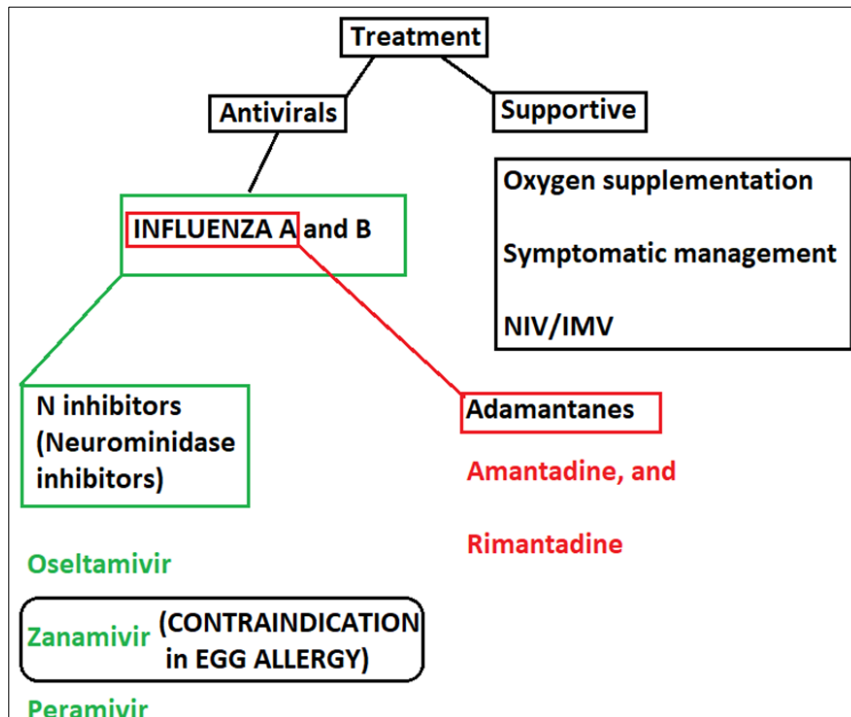 Treatment
Antivirals
Supportive
INFLUENZA A and B
Oxygen supplementation
Symptomatic management
NIV/IMV
N inhibitors
(Neurominidase
inhibitors)
Adamantanes
Amantadine, and
Rimantadine
Oseltamivir
Zanamivir (CONTRAINDICATION
in EGG ALLERGY)
Peramivir